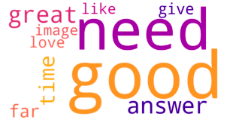 great like give
image need
love
time good
far answer